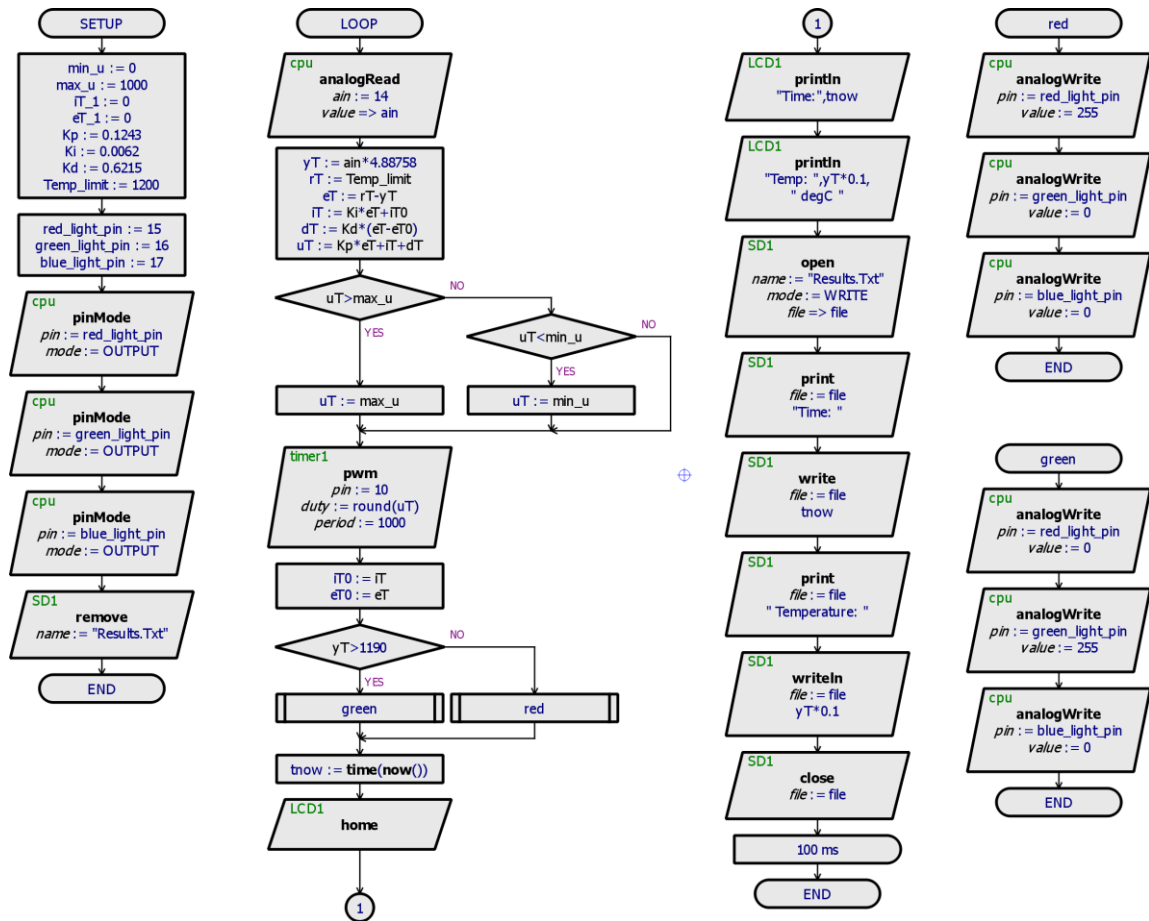 SETUP
min_u := 0
max_u := 1000
iT_1 := 0
eT_1 := 0
Kp := 0.1243
Ki := 0.0062
Kd := 0.6215
Temp_limit := 1200
red_light_pin := 15
green_light_pin := 16
blue_light_pin := 17
cpu
pinMode
pin := red_light_pin
mode := OUTPUT
cpu
pinMode
pin := green_light_pin
mode := OUTPUT
cpu
pinMode
pin := blue_light_pin
mode := OUTPUT
SD1
remove
name := "Results.Txt"
END
LOOP
cpu
analogRead
ain := 14
value => ain
yT := ain*4.88758
rT := Temp_limit
eT := rT-yT
iT := Ki*eT+iT0
dT := Kd*(eT-eT0)
uT := Kp*eT+iT+dT
uT>max_u
NO
YES
uT<min_u
NO
YES
uT := max_u
uT := min_u
timer1
pwm
pin := 10
duty := round(uT)
period := 1000
iT0 := iT
eT0 := eT
yT>1190
NO
YES
green
red
tnow := time(now())
LCD1
home
1
1
LCD1
println
"Time:",tnow
LCD1
println
"Temp: ",yT*0.1,
" degC "
SD1
open
name := "Results.Txt"
mode := WRITE
file => file
SD1
print
file := file
"Time: "
SD1
write
file := file
tnow
SD1
print
file := file
" Temperature: "
SD1
writeln
file := file
yT*0.1
SD1
close
file := file
100 ms
END
red
cpu
analogWrite
pin := red_light_pin
value := 255
cpu
analogWrite
pin := green_light_pin
value := 0
cpu
analogWrite
pin := blue_light_pin
value := 0
END
green
cpu
analogWrite
pin := red_light_pin
value := 0
cpu
analogWrite
pin := green_light_pin
value := 255
cpu
analogWrite
pin := blue_light_pin
value := 0
END